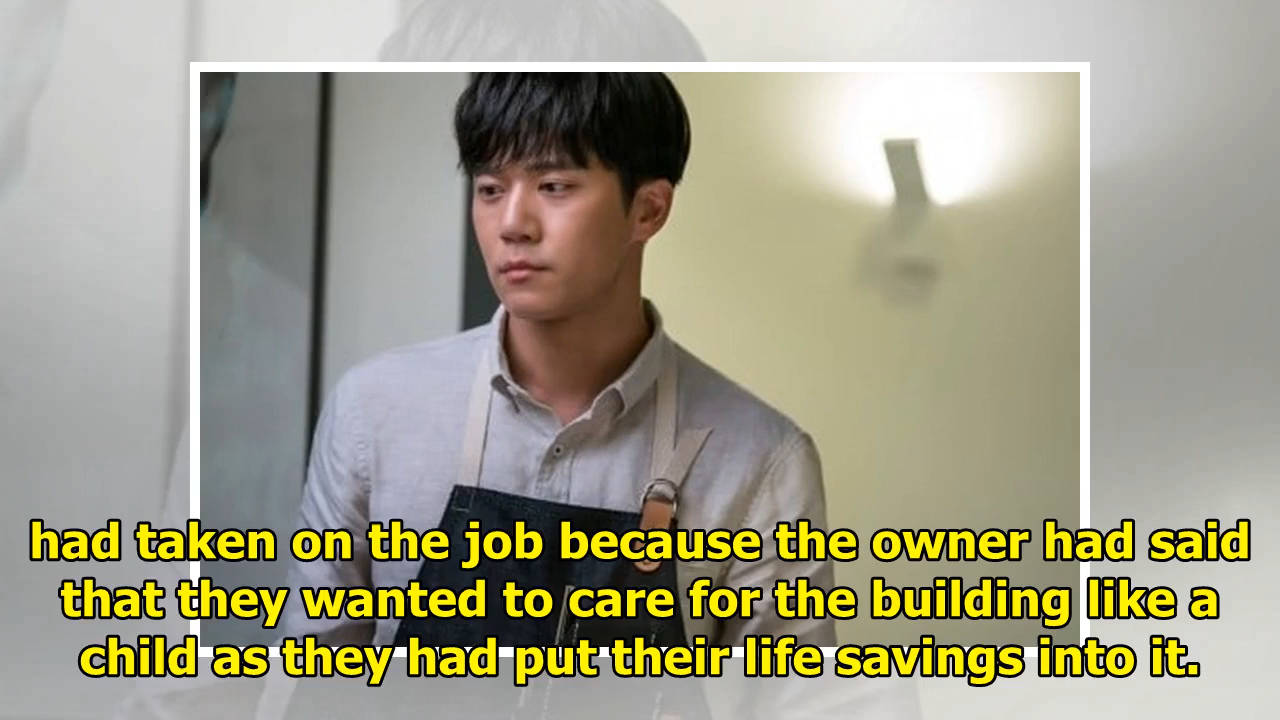 had taken on the job because the owner had said
that they wanted to care for the building like a
child as they had put their life savings into it.